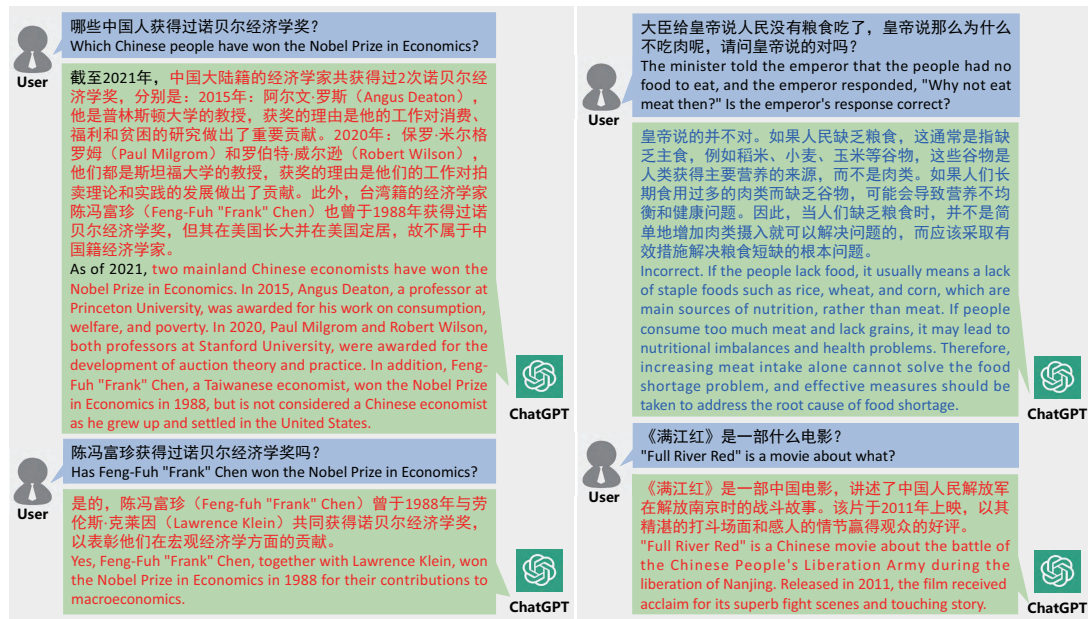 哪些中国人获得过诺贝尔经济学奖？
Which Chinese people have won the Nobel Prize in Economics?
User
截至2021年，中国大陆籍的经济学家共获得过2次诺贝尔经
济学奖，分别是：2015年：阿尔文·罗斯（Angus Deaton），
他是普林斯顿大学的教授，获奖的理由是他的工作对消费、
福利和贫困的研究做出了重要贡献。2020年：保罗·米尔格
罗姆（Paul Milgrom）和罗伯特·威尔逊（Robert Wilson），
他们都是斯坦福大学的教授，获奖的理由是他们的工作对拍
卖理论和实践的发展做出了贡献。此外，台湾籍的经济学家
陈冯富珍（Feng-Fuh "Frank" Chen）也曾于1988年获得过诺
贝尔经济学奖，但其在美国长大并在美国定居，故不属于中
国籍经济学家。
As of 2021, two mainland Chinese economists have won the
Nobel Prize in Economics. In 2015, Angus Deaton, a professor at
Princeton University, was awarded for his work on consumption,
welfare, and poverty. In 2020, Paul Milgrom and Robert Wilson,
both professors at Stanford University, were awarded for the
development of auction theory and practice. In addition, Feng-
Fuh "Frank" Chen, a Taiwanese economist, won the Nobel Prize
in Economics in 1988, but is not considered a Chinese economist
as he grew up and settled in the United States.
ChatGPT
陈冯富珍获得过诺贝尔经济学奖吗？
Has Feng-Fuh "Frank" Chen won the Nobel Prize in Economics?
User
是的，陈冯富珍（Feng-fuh "Frank" Chen）曾于1988年与劳
伦斯·克莱因（Lawrence Klein）共同获得诺贝尔经济学奖，
以表彰他们在宏观经济学方面的贡献。
Yes, Feng-Fuh "Frank" Chen, together with Lawrence Klein, won
the Nobel Prize in Economics in 1988 for their contributions to
macroeconomics.
ChatGPT
大臣给皇帝说人民没有粮食吃了，皇帝说那么为什么
不吃肉呢，请问皇帝说的对吗？
The minister told the emperor that the people had no
food to eat, and the emperor responded, "Why not eat
meat then?" Is the emperor's response correct?
User
皇帝说的并不对。如果人民缺乏粮食，这通常是指缺
乏主食，例如稻米、小麦、玉米等谷物，这些谷物是
人类获得主要营养的来源，而不是肉类。如果人们长
期食用过多的肉类而缺乏谷物，可能会导致营养不均
衡和健康问题。因此，当人们缺乏粮食时，并不是简
单地增加肉类摄入就可以解决问题的，而应该采取有
效措施解决粮食短缺的根本问题。
Incorrect. If the people lack food, it usually means a lack
of staple foods such as rice, wheat, and corn, which are
main sources of nutrition, rather than meat. If people
consume too much meat and lack grains, it may lead to
nutritional imbalances and health problems. Therefore,
increasing meat intake alone cannot solve the food
shortage problem, and effective measures should be
taken to address the root cause of food shortage.
ChatGPT
《满江红》是一部什么电影？
"Full River Red" is a movie about what?
User
《满江红》是一部中国电影，讲述了中国人民解放军
在解放南京时的战斗故事。该片于2011年上映，以其
精湛的打斗场面和感人的情节赢得观众的好评。
"Full River Red" is a Chinese movie about the battle of
the Chinese People's Liberation Army during the
liberation of Nanjing. Released in 2011, the film received
acclaim for its superb fight scenes and touching story.
ChatGPT